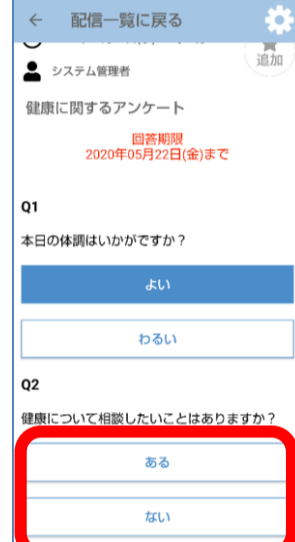 ← 配信一覧に戻る
追加
システム管理者
健康に関するアンケート
回答期限
2020年05月22日(金)まで
Q1
本日の体調はいかがですか？
よい
わるい
Q2
健康について相談したいことはありますか？
ある
ない